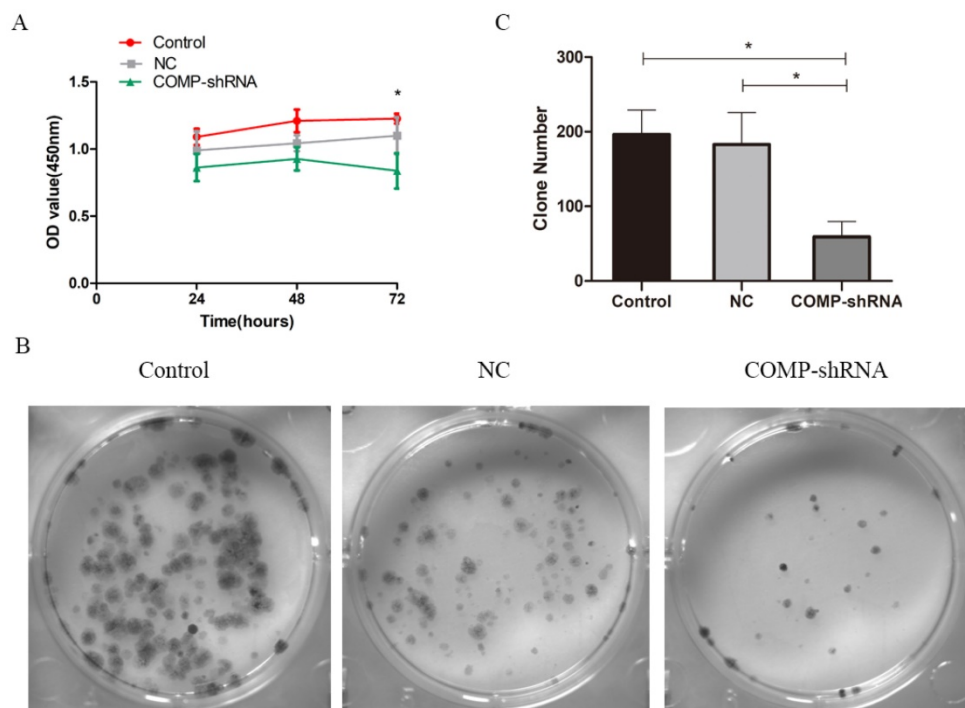 A
Control
NC
COMP-shRNA
1.5
1.0
0.5
0.0
OD value(450nm)
*
0
24
48
72
Time(hours)
C
300
200
100
0
Clone Number
*
*
Control
NC
COMP-shRNA
B
Control
NC
COMP-shRNA